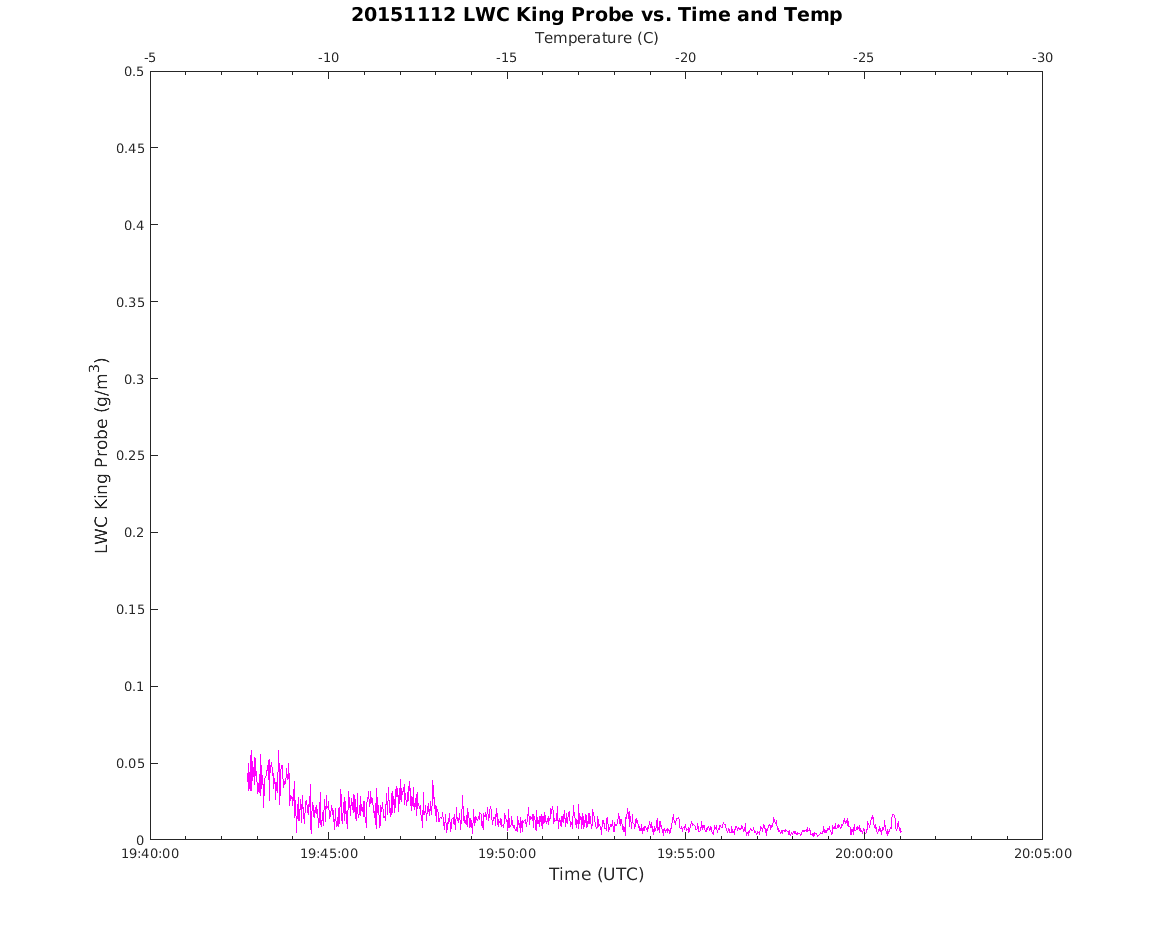 20151112 LWC King Probe vs. Time and Temp
Temperature (C)
-5 -10 -15 -20 -25 -30
0.5
0.45
0.4
0.35
0.3
0.25
0.2
0.15
0.1
0.05
0
LWC King Probe (g/m³)
19:40:00 19:45:00 19:50:00 19:55:00 20:00:00 20:05:00
Time (UTC)